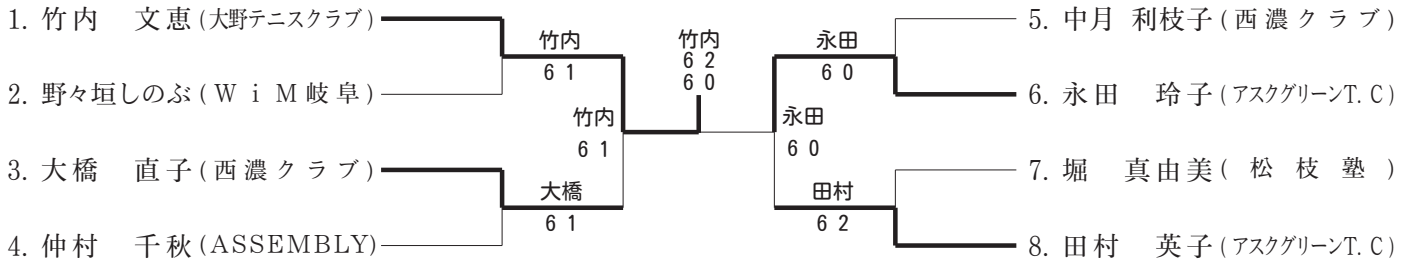 1. 竹内　文恵(大野テニスクラブ)
2. 野々垣しのぶ(WiM岐阜)
3. 大橋　直子(西濃クラブ)
4. 仲村　千秋(ASSEMBLY)
竹内
6 1
大橋
6 1
竹内
6 1
竹内
6 2
6 0
永田
6 0
永田
6 0
田村
6 2
5. 中月 利枝子(西濃クラブ)
6. 永田　玲子(アスクグリーンT.C)
7. 堀　真由美(松枝塾)
8. 田村　英子(アスクグリーンT.C)